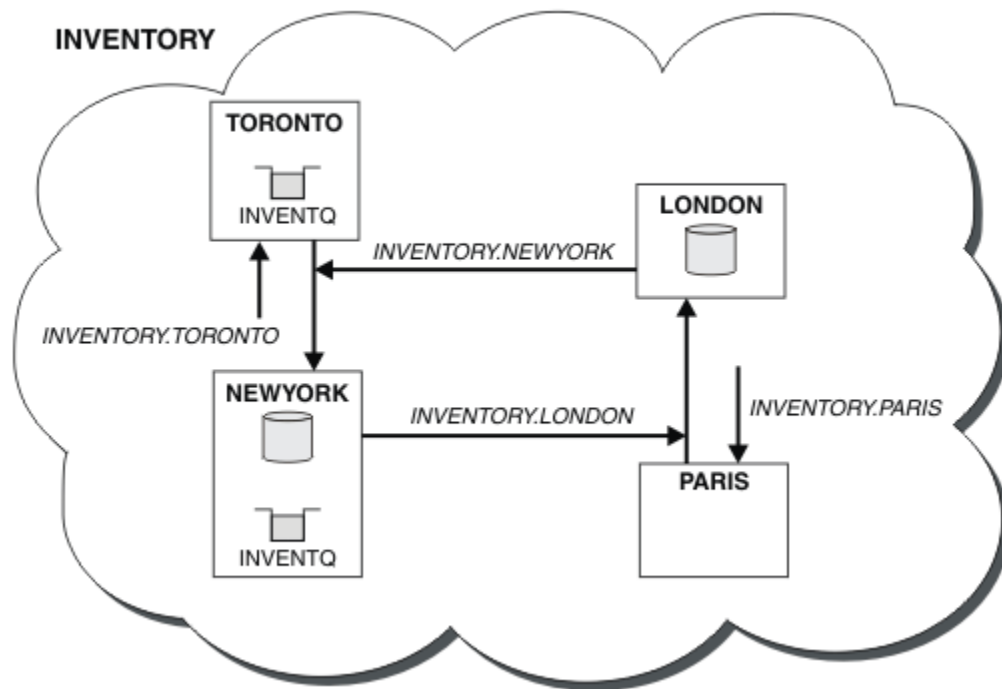 INVENTORY
TORONTO
INVENTQ
LONDON
INVENTORY.NEWYORK
INVENTORY.TORONTO
NEWYORK
INVENTORY.LONDON
INVENTORY.PARIS
PARIS
INVENTQ